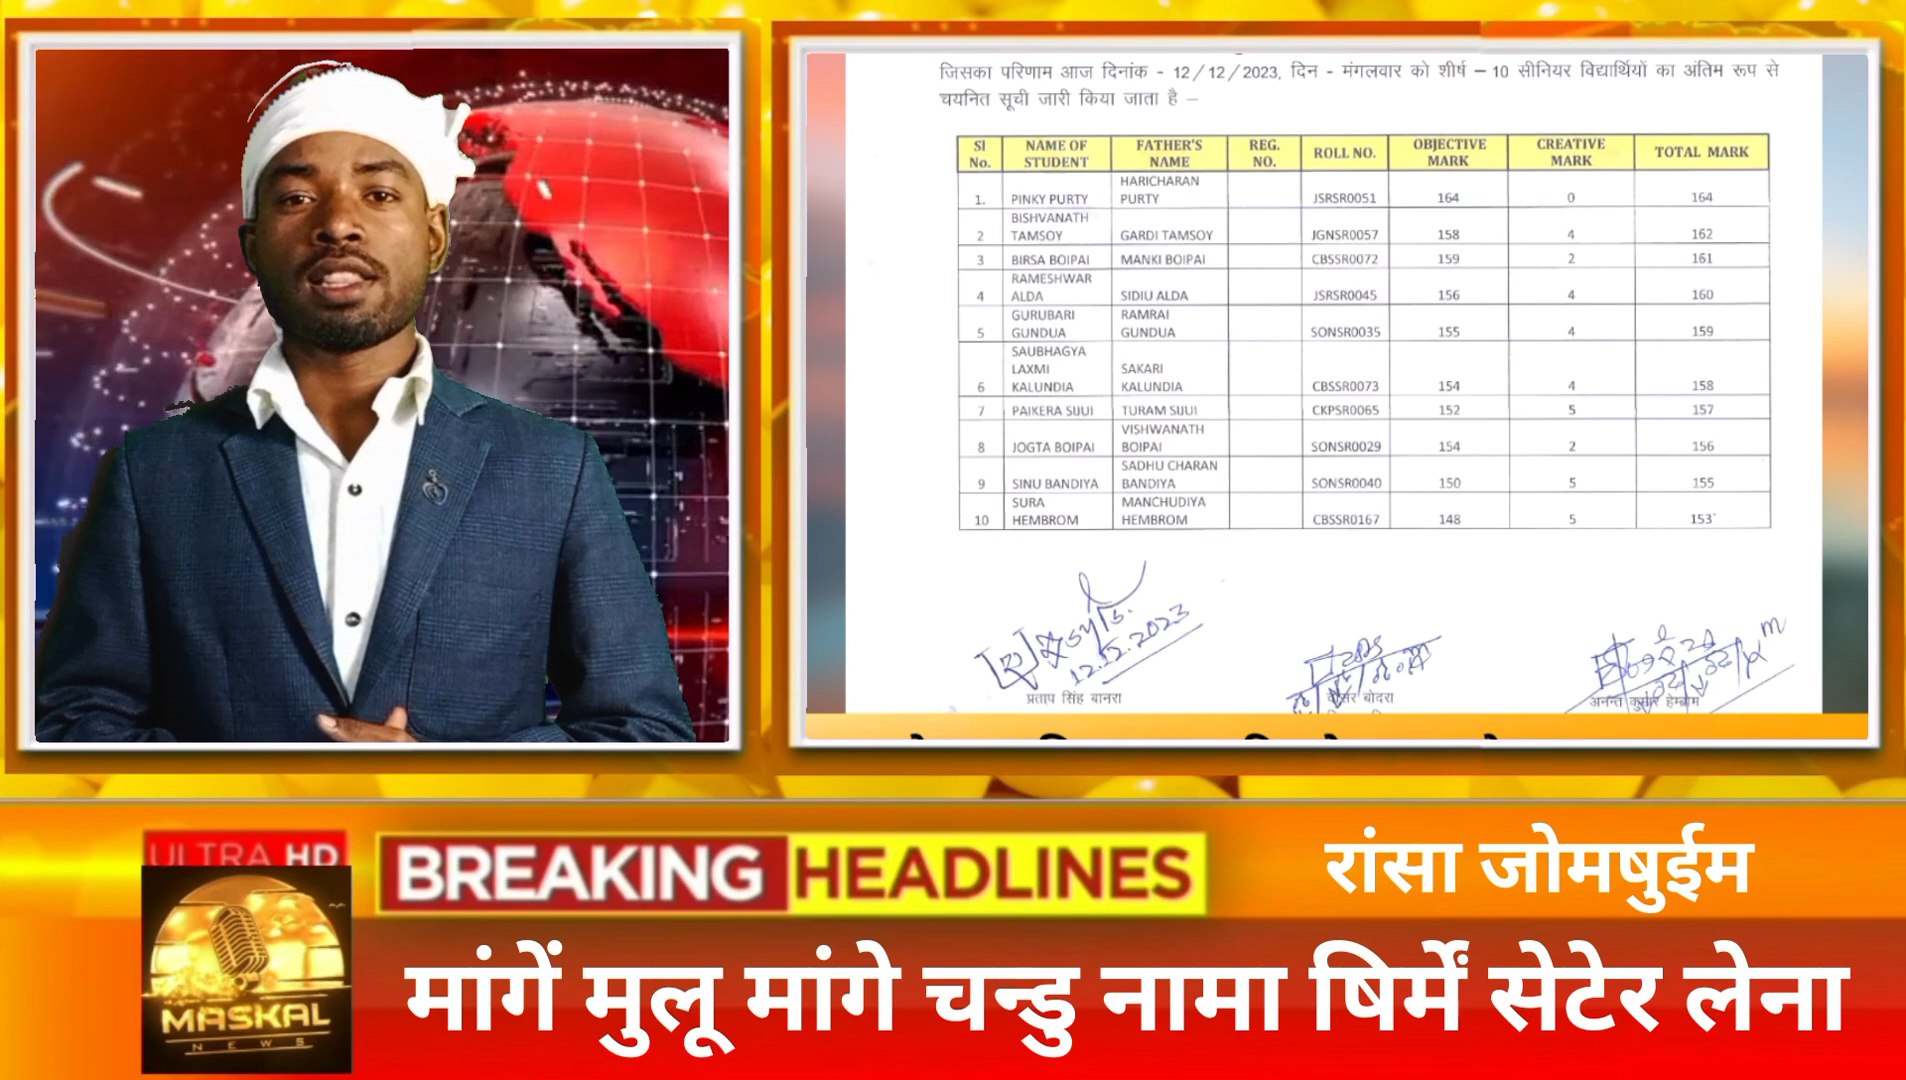 जिसका परिणाम आज दिनांक - 12/12/2023, दिन - मंगलवार को शीर्ष – 10 सीनियर विद्यार्थियों का अंतिम रूप से
चयनित सूची जारी किया जाता है –
SI No. NAME OF STUDENT FATHER'S NAME REG. NO. ROLL NO. OBJECTIVE MARK CREATIVE MARK TOTAL MARK
1. PINKY PURTY HARICHARAN PURTY JSRSR0051 164 0 164
2 BISHVANATH TAMSOY GARDI TAMSOY JGNSR0057 158 4 162
3 BIRSA BOIPAI MANKI BOIPAI CBSSR0072 159 2 161
4 RAMESHWAR ALDA SIDIU ALDA JSRSR0045 156 4 160
5 GURUBARI GUNDUA RAMRAI GUNDUA SONSR0035 155 4 159
6 SAUBHAGYA LAXMI KALUNDIA SAKARI KALUNDIA CBSSR0073 154 4 158
7 PAIKERA SIJUI TURAM SIJUI CKPSR0065 152 5 157
8 JOGTA BOIPAI VISHWANATH BOIPAI SONSR0029 154 2 156
9 SINU BANDIYA SADHU CHARAN BANDIYA SONSR0040 150 5 155
10 SURA HEMBROM MANCHUDIYA HEMBROM CBSSR0167 148 5 153
12.12.2023
प्रताप सिंह बानरा
बोदरा
अनन्त कुमार हेम्ब्रोम
ULTRA HD
BREAKING HEADLINES
रांसा जोमषुईम
मांगें मुलू मांगे चन्डु नामा षिर्में सेटेर लेना
MASKAL
NEWS